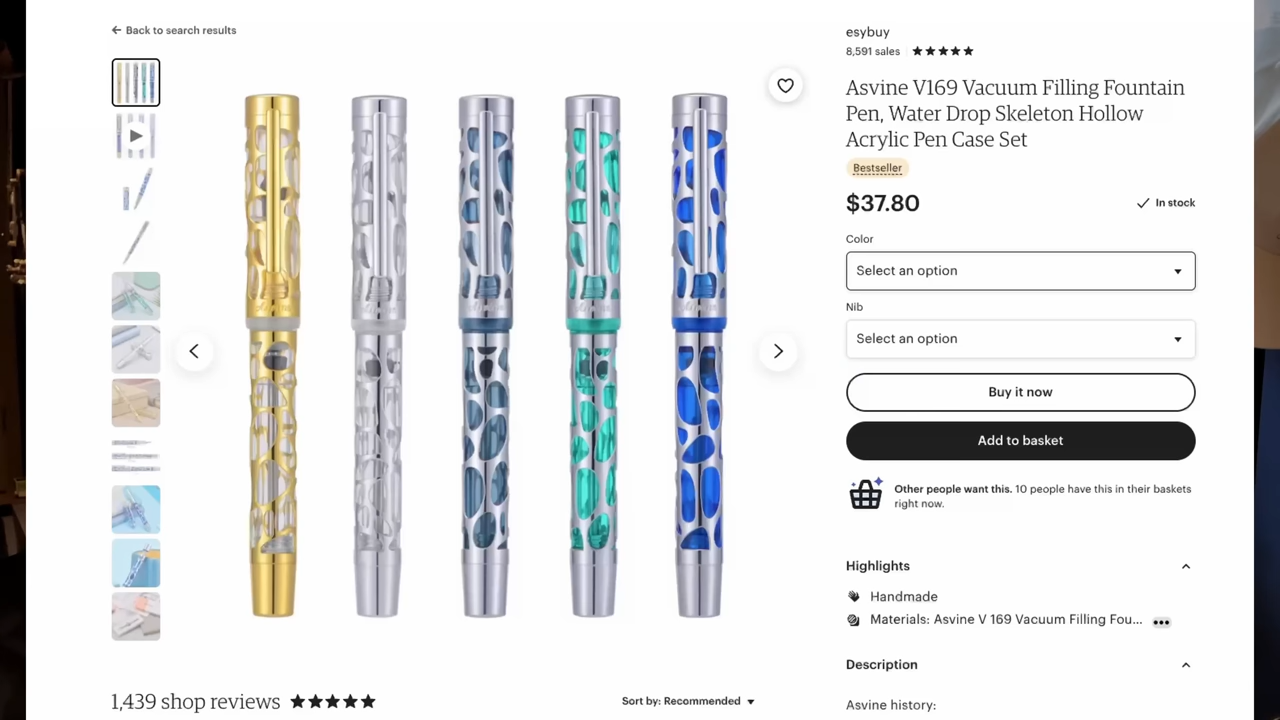 Back to search results
esybuy
8,591 sales
Asvine V169 Vacuum Filling Fountain
Pen, Water Drop Skeleton Hollow
Acrylic Pen Case Set
Bestseller
$37.80
In stock
Color
Select an option
Nib
Select an option
Buy it now
Add to basket
Other people want this. 10 people have this in their baskets
right now.
Highlights
Handmade
Materials: Asvine V 169 Vacuum Filling Fou...
Description
Asvine history:
1,439 shop reviews
Sort by: Recommended